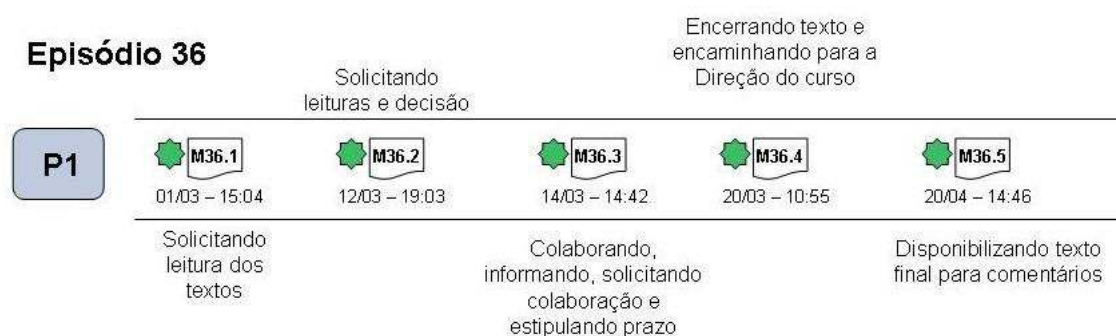 Episódio 36
Solicitando
leituras e decisão
Encerrando texto e
encaminhando para a
Direção do curso
P1
M36.1
01/03 – 15:04
M36.2
12/03 – 19:03
M36.3
14/03 – 14:42
M36.4
20/03 – 10:55
M36.5
20/04 – 14:46
Solicitando
leitura dos
textos
Colaborando,
informando, solicitando
colaboração e
estipulando prazo
Disponibilizando texto
final para comentários